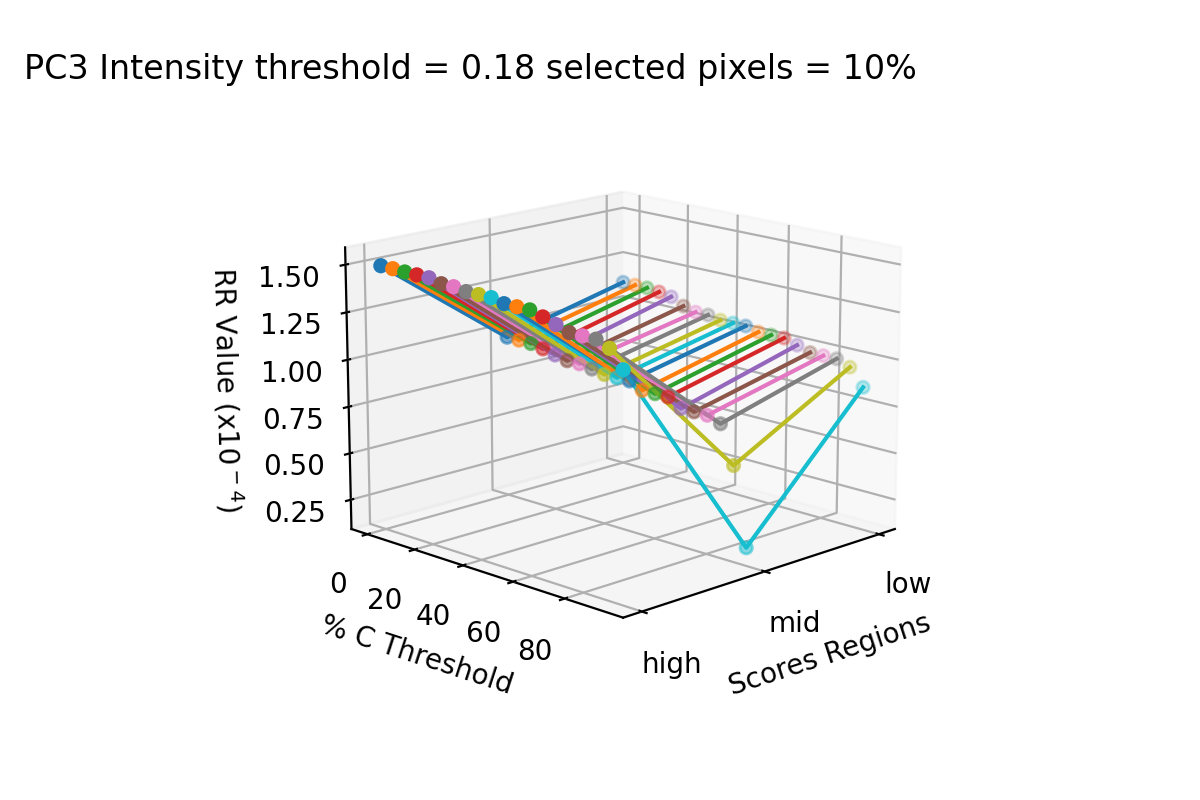 PC3 Intensity threshold = 0.18 selected pixels = 10%
RR Value (x10⁻⁴)
1.50
1.25
1.00
0.75
0.50
0.25
0
20
40
60
80
% C Threshold
high
mid
low
Scores Regions